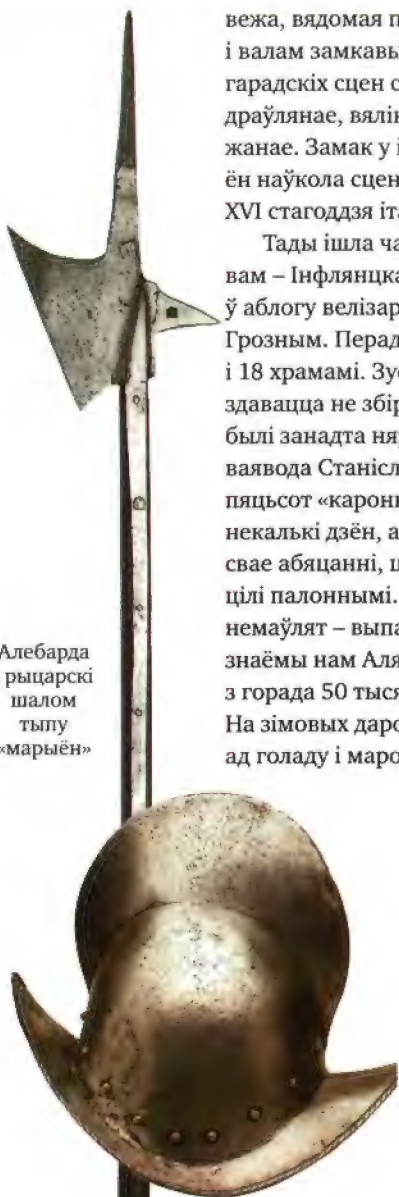 вежа, вядомая п
і валам замкавы
гарадскіх сцен с
драўлянае, вялік
жанае. Замак у і
ён наўкола сцен
XVI стагоддзя іта
Тады ішла ча
вам – Інфлянцка
ў аблогу велізар
Грозным. Перад
і 18 храмамі. Зус
здавацца не збір
былі занадта няр
ваявода Станісл
пяцьсот «каронн
некалькі дзён, а
свае абяцанні, ц
цілі палоннымі.
немаўлят – выпа
знаёмы нам Аля
з горада 50 тыся
На зімовых даро
ад голаду і маро
Алебарда
рыцарскі
шалом
тыпу
«марыён»